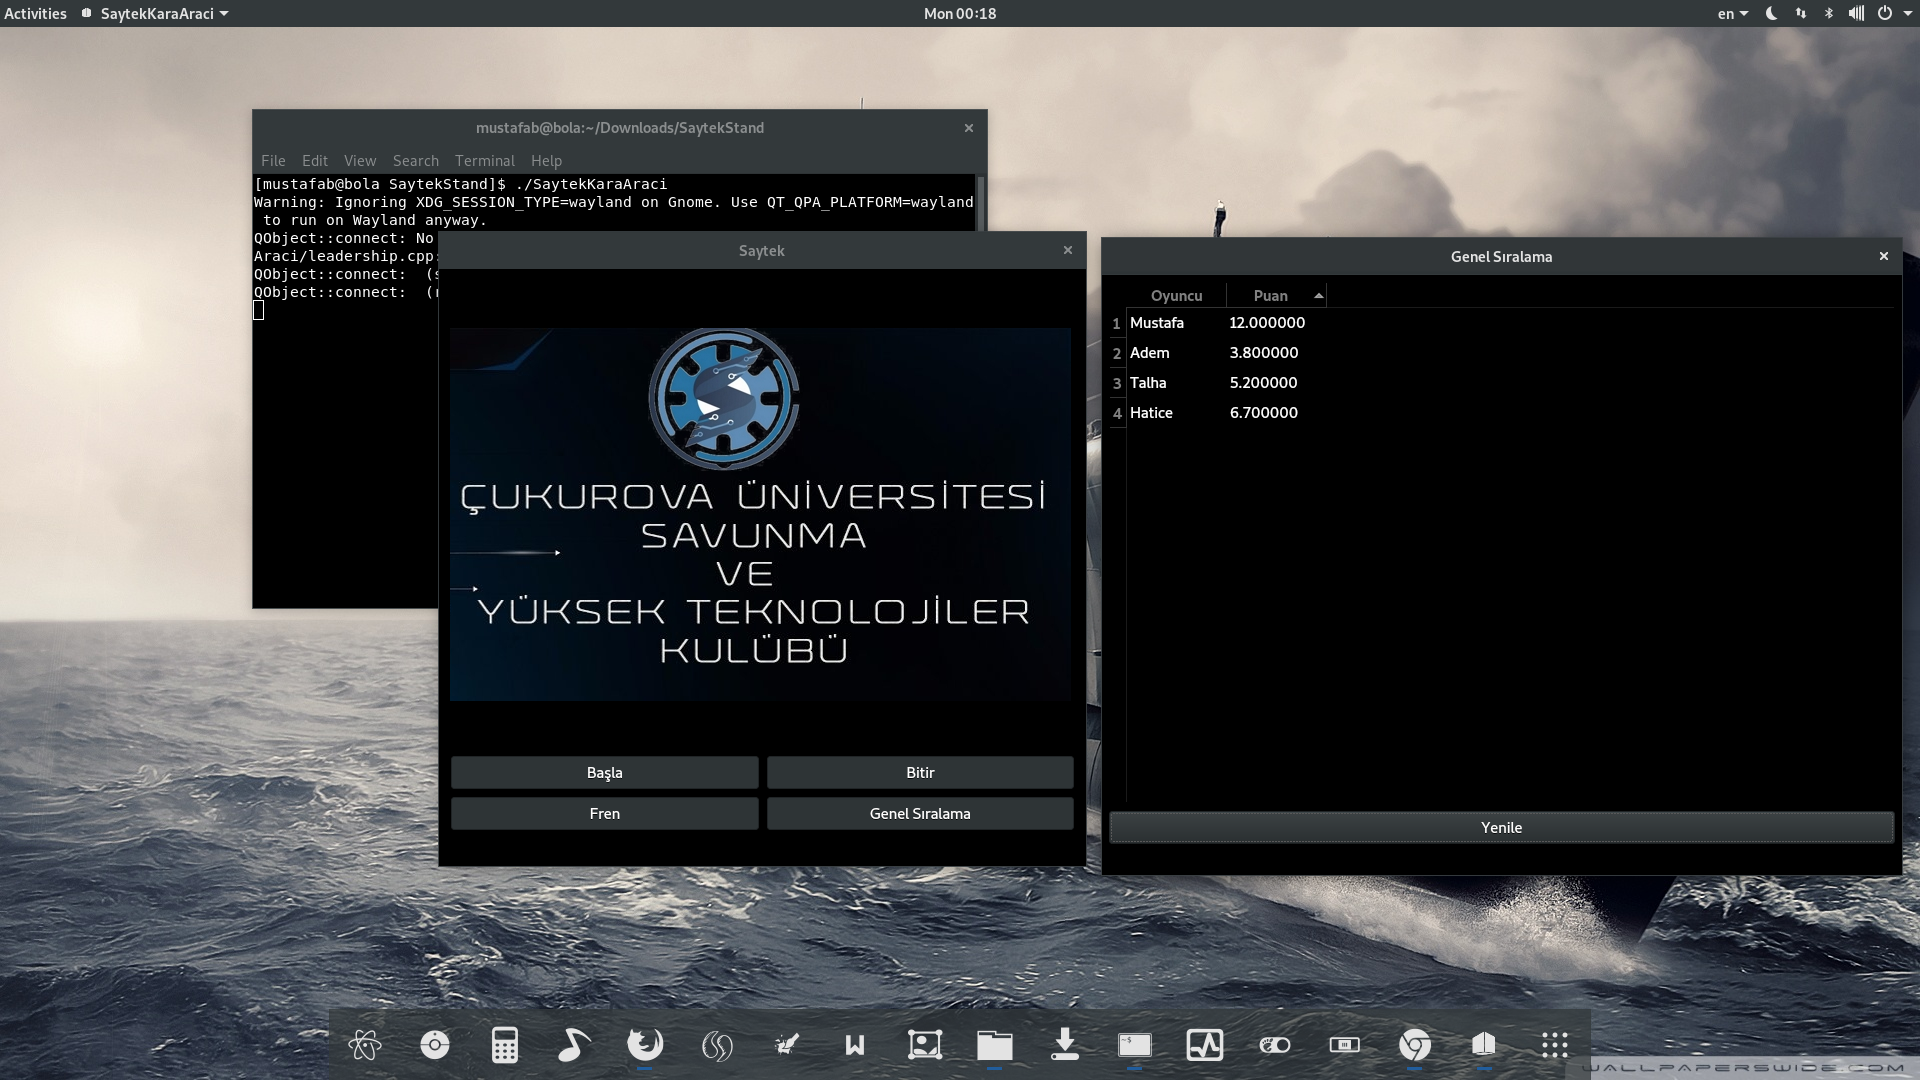 Activities SaytekKaraAraci Mon 00:18 en
mustafab@bola:~/Downloads/SaytekStand
File Edit View Search Terminal Help
[mustafab@bola SaytekStand]$ ./SaytekKaraAraci
Warning: Ignoring XDG_SESSION_TYPE=wayland on Gnome. Use QT_QPA_PLATFORM=wayland
to run on Wayland anyway.
QObject::connect: No
Araci/leadership.cpp:
QObject::connect:  (s
QObject::connect:  (r
Saytek
ÇUKUROVA ÜNİVERSİTESİ
SAVUNMA
VE
YÜKSEK TEKNOLOJİLER
KULÜBÜ
Başla Bitir
Fren Genel Sıralama
Genel Sıralama
Oyuncu Puan
1 Mustafa 12.000000
2 Adem 3.800000
3 Talha 5.200000
4 Hatice 6.700000
Yenile
~$
WALLPAPERSWIDE.COM